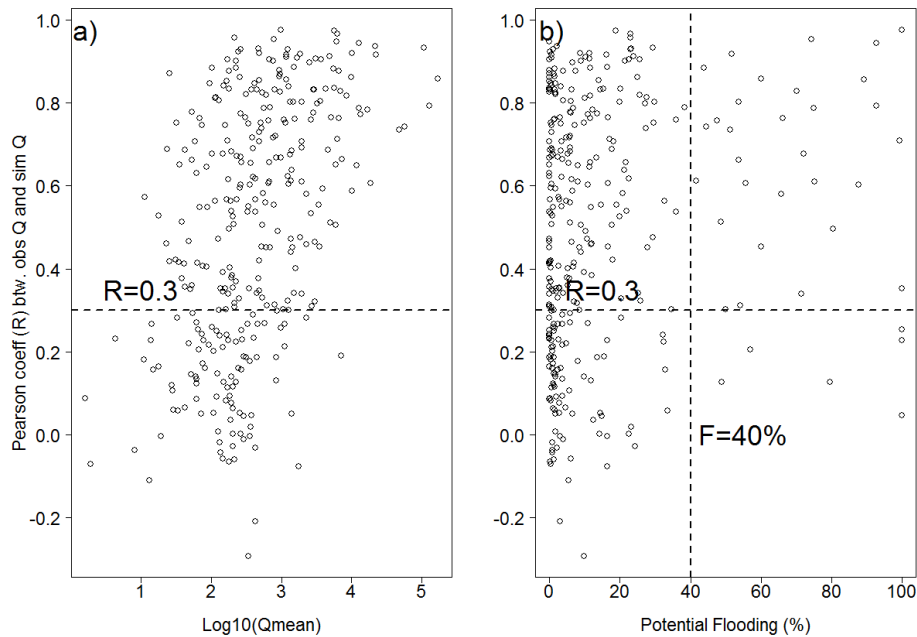 a)
b)
Pearson coeff (R) btw. obs Q and sim Q
1.0
0.8
0.6
0.4
0.2
0.0
-0.2
R=0.3
1 2 3 4 5
Log10(Qmean)
1.0
0.8
0.6
0.4
0.2
0.0
-0.2
R=0.3
F=40%
0 20 40 60 80 100
Potential Flooding (%)